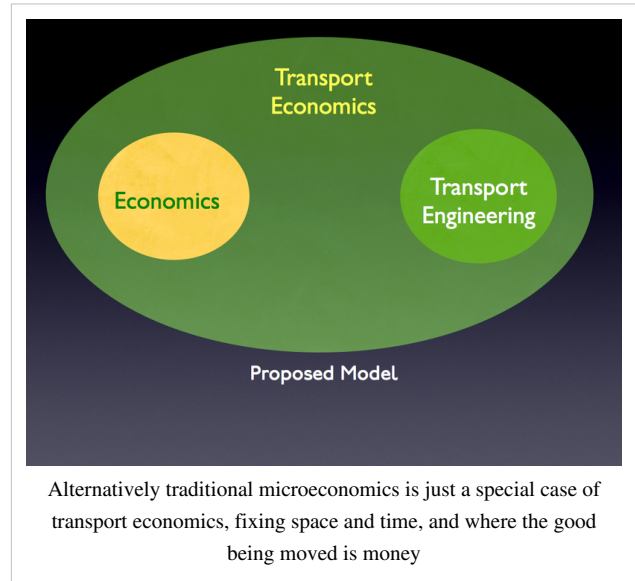 Transport
Economics
Economics
Transport
Engineering
Proposed Model
Alternatively traditional microeconomics is just a special case of
transport economics, fixing space and time, and where the good
being moved is money